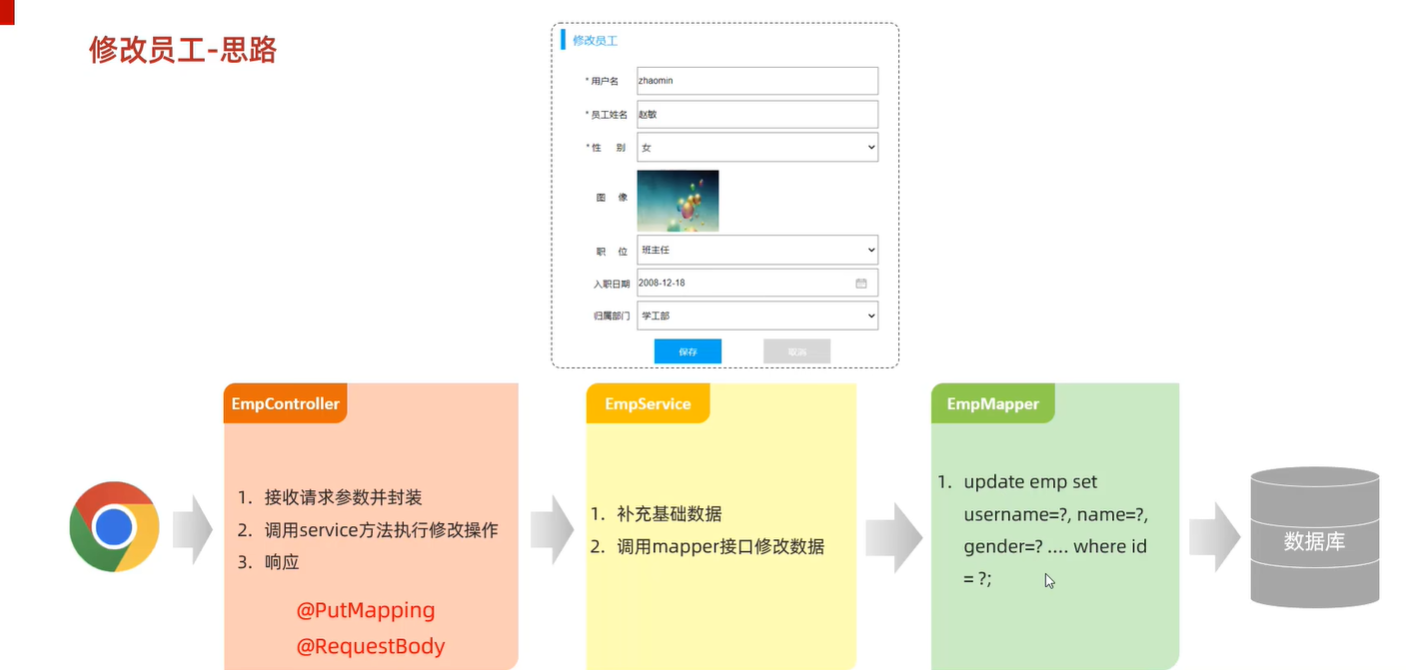 修改员工-思路
修改员工
* 用户名 zhaomin
* 员工姓名 赵敏
* 性 别 女
图 像
职 位 班主任
入职日期 2008-12-18
归属部门 学工部
保存 取消
EmpController
1. 接收请求参数并封装
2. 调用service方法执行修改操作
3. 响应
@PutMapping
@RequestBody
EmpService
1. 补充基础数据
2. 调用mapper接口修改数据
EmpMapper
1. update emp set
username=?, name=?,
gender=? .... where id
= ?;
数据库